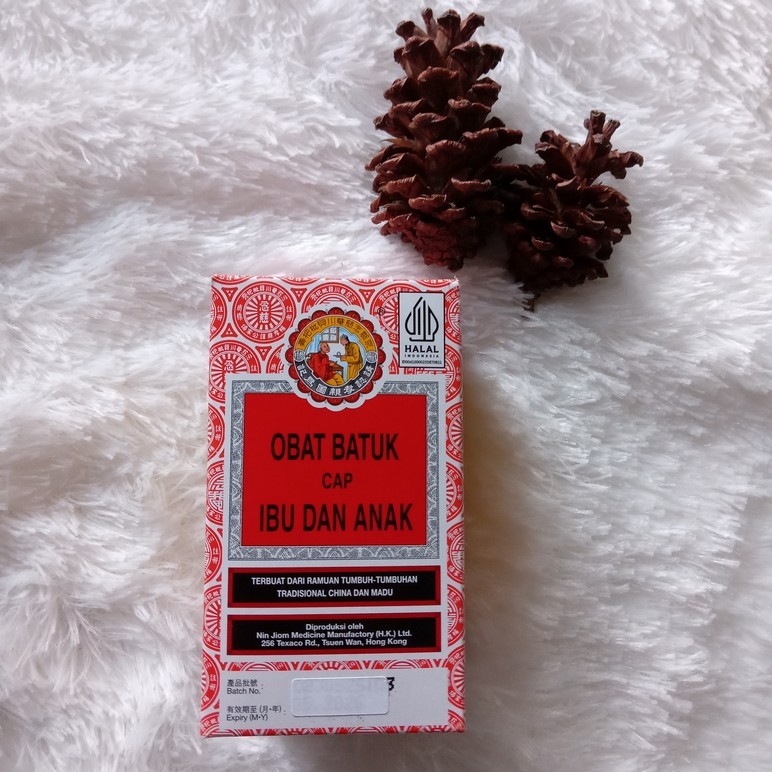 HALAL
INDONESIA
OBAT BATUK
CAP
IBU DAN ANAK
TERBUAT DARI RAMUAN TUMBUH-TUMBUHAN
TRADISIONAL CHINA DAN MADU
Diproduksi oleh
Nin Jiom Medicine Manufactory (H.K.) Ltd.
256 Texaco Rd., Tsuen Wan, Hong Kong
產品批號 :
Batch No.
有效期至 (月-年) :
Expiry (M-Y)